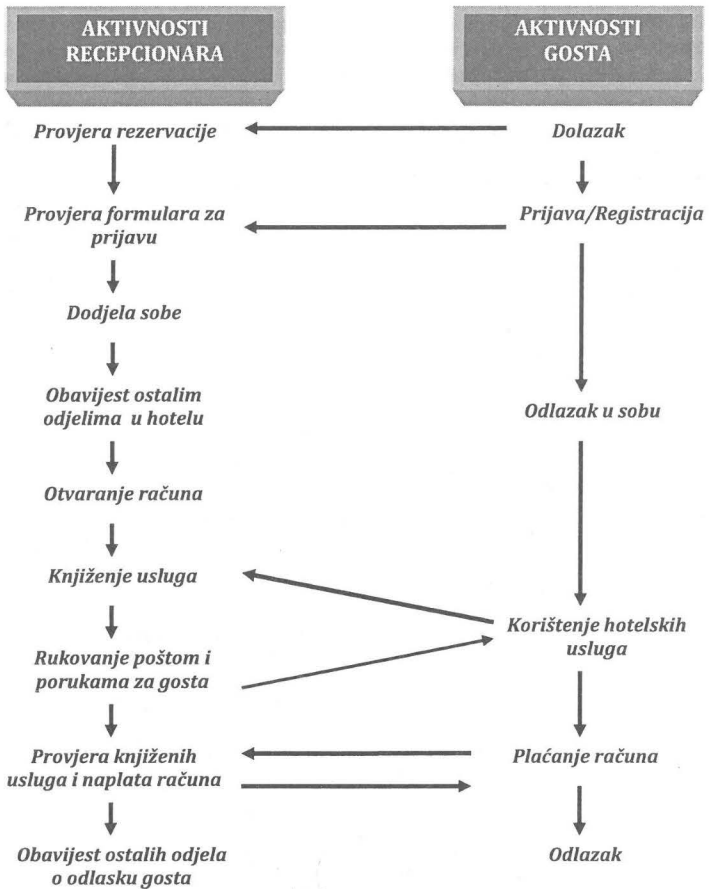 AKTIVNOSTI
RECEPCIONARA
AKTIVNOSTI
GOSTA
Provjera rezervacije
Dolazak
Provjera formulara za
prijavu
Prijava/Registracija
Dodjela sobe
Obavijest ostalim
odjelima u hotelu
Odlazak u sobu
Otvaranje računa
Knjiženje usluga
Korištenje hotelskih
usluga
Rukovanje poštom i
porukama za gosta
Provjera knjiženih
usluga i naplata računa
Plaćanje računa
Obavijest ostalih odjela
o odlasku gosta
Odlazak